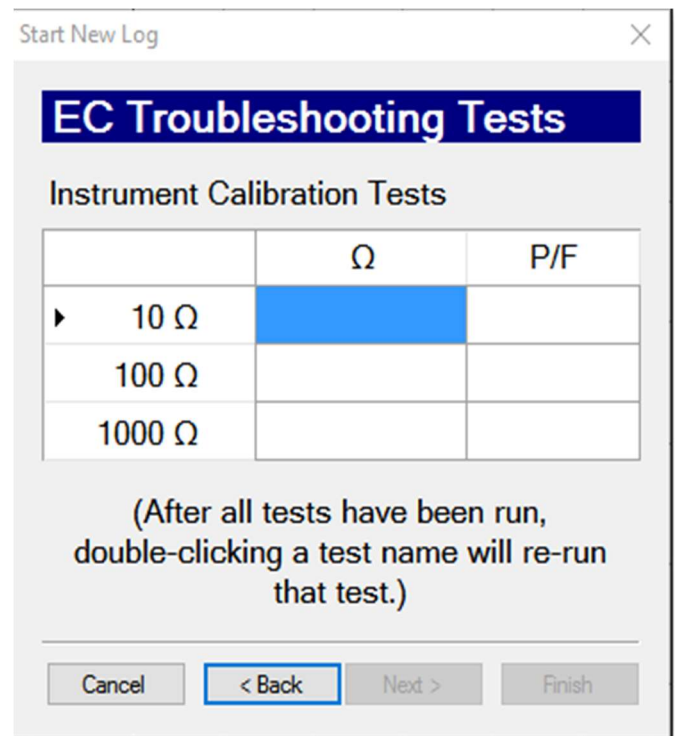 Start New Log
EC Troubleshooting Tests
Instrument Calibration Tests
Ω P/F
10 Ω
100 Ω
1000 Ω
(After all tests have been run,
double-clicking a test name will re-run
that test.)
Cancel < Back Next > Finish